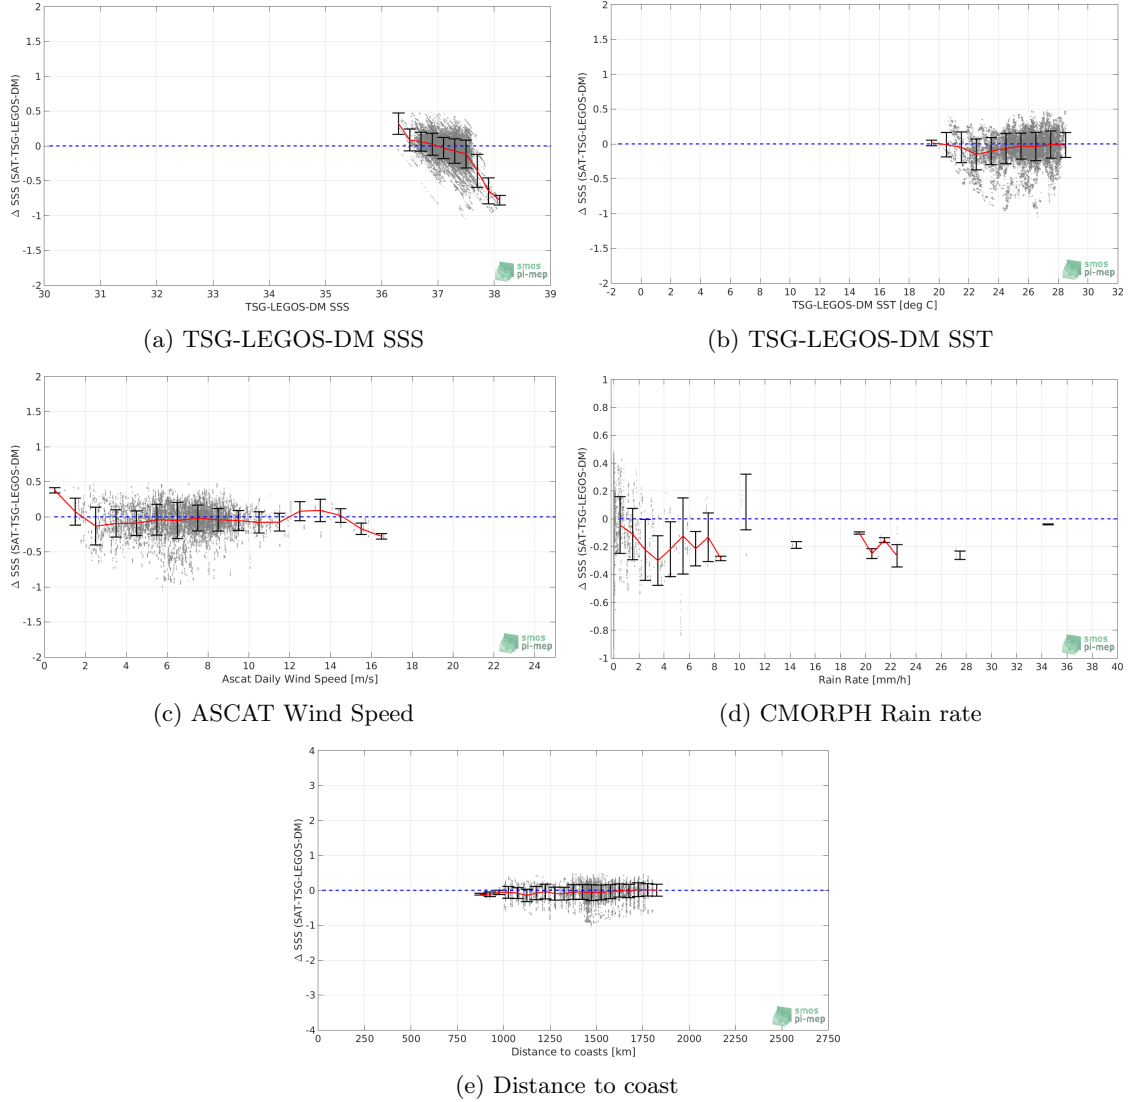 2
1.5
1
0.5
0
-0.5
-1
-1.5
-2
Δ SSS (SAT-TSG-LEGOS-DM)
30 31 32 33 34 35 36 37 38 39
TSG-LEGOS-DM SSS
smos
pi-mep
(a) TSG-LEGOS-DM SSS
2
1.5
1
0.5
0
-0.5
-1
-1.5
-2
Δ SSS (SAT-TSG-LEGOS-DM)
-2 0 2 4 6 8 10 12 14 16 18 20 22 24 26 28 30 32
TSG-LEGOS-DM SST [deg C]
smos
pi-mep
(b) TSG-LEGOS-DM SST
2
1.5
1
0.5
0
-0.5
-1
-1.5
-2
Δ SSS (SAT-TSG-LEGOS-DM)
0 2 4 6 8 10 12 14 16 18 20 22 24
Ascat Daily Wind Speed [m/s]
smos
pi-mep
(c) ASCAT Wind Speed
1
0.8
0.6
0.4
0.2
0
-0.2
-0.4
-0.6
-0.8
-1
Δ SSS (SAT-TSG-LEGOS-DM)
0 2 4 6 8 10 12 14 16 18 20 22 24 26 28 30 32 34 36 38 40
Rain Rate [mm/h]
smos
pi-mep
(d) CMORPH Rain rate
4
3
2
1
0
-1
-2
-3
-4
Δ SSS (SAT-TSG-LEGOS-DM)
0 250 500 750 1000 1250 1500 1750 2000 2250 2500 2750
Distance to coasts [km]
smos
pi-mep
(e) Distance to coast